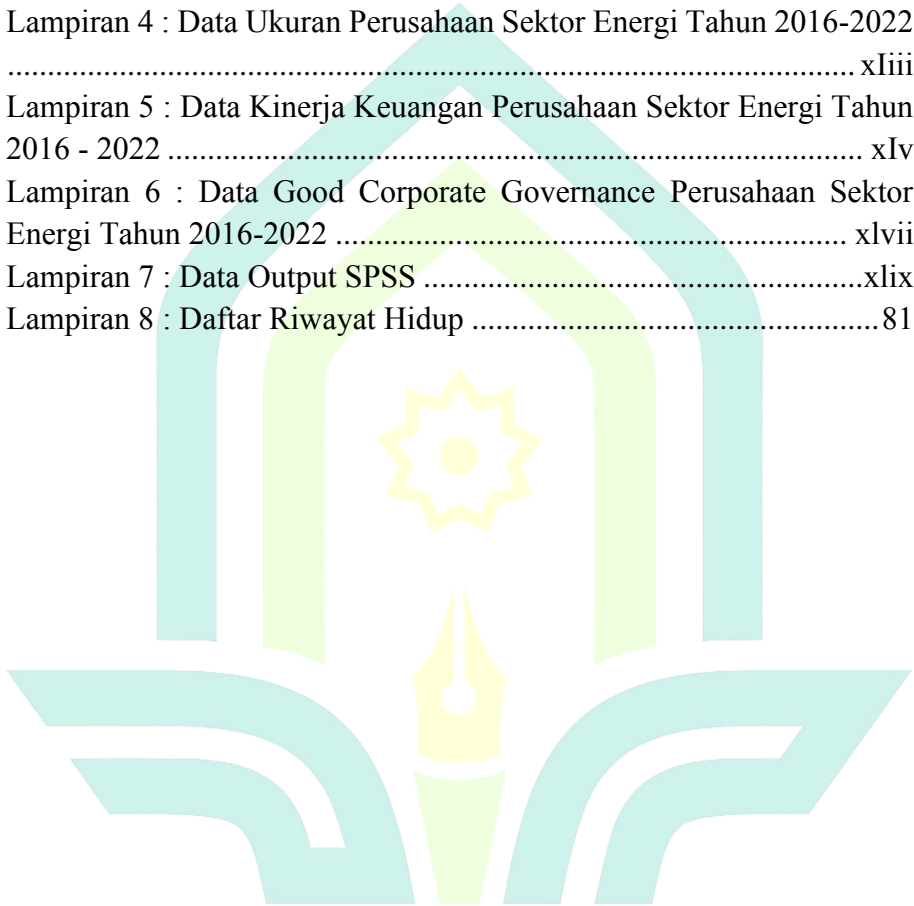 Lampiran 4 : Data Ukuran Perusahaan Sektor Energi Tahun 2016-2022
.......................................................................................................... xIiii
Lampiran 5 : Data Kinerja Keuangan Perusahaan Sektor Energi Tahun
2016 - 2022 ....................................................................................... xIv
Lampiran 6 : Data Good Corporate Governance Perusahaan Sektor
Energi Tahun 2016-2022 ................................................................ xlvii
Lampiran 7 : Data Output SPSS .......................................................xlix
Lampiran 8 : Daftar Riwayat Hidup ...................................................81